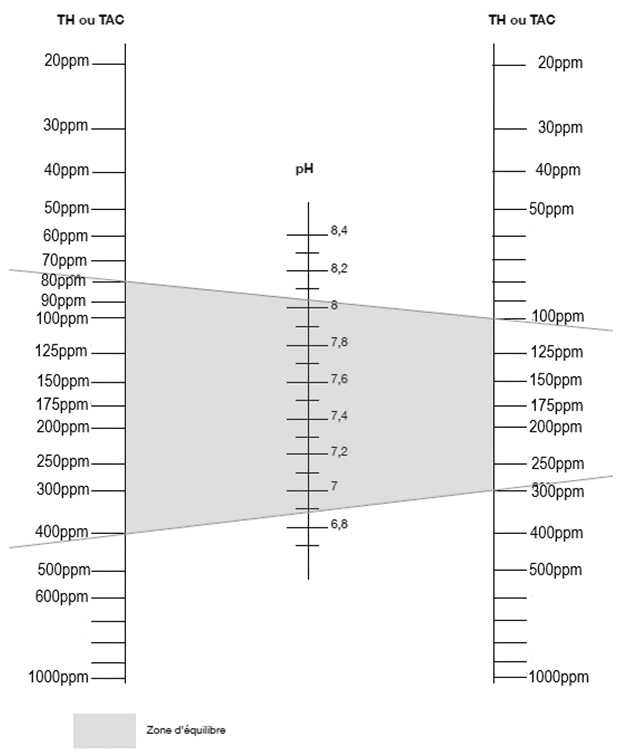 TH ou TAC
20ppm
30ppm
40ppm
50ppm
60ppm
70ppm
80ppm
90ppm
100ppm
125ppm
150ppm
175ppm
200ppm
250ppm
300ppm
400ppm
500ppm
600ppm
1000ppm
pH
8,4
8,2
8
7,8
7,6
7,4
7,2
7
6,8
TH ou TAC
20ppm
30ppm
40ppm
50ppm
100ppm
125ppm
150ppm
175ppm
200ppm
250ppm
300ppm
400ppm
500ppm
1000ppm
Zone d'équilibre